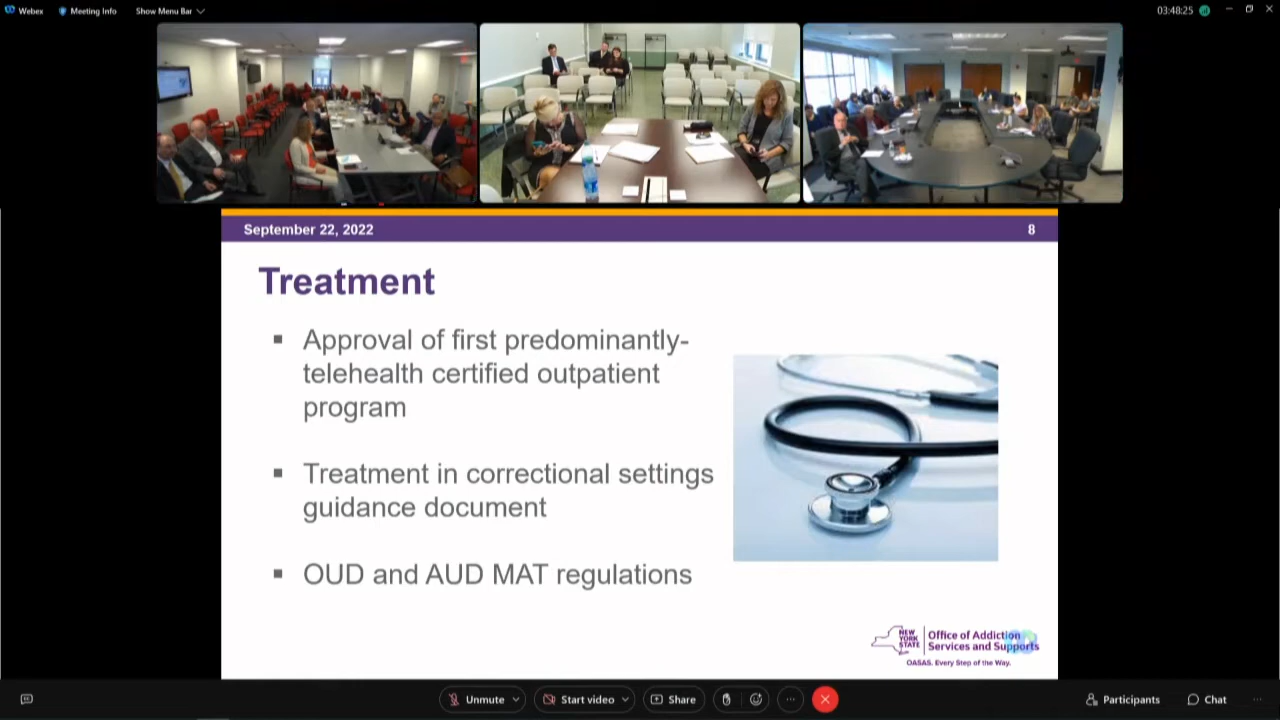 Webex
Meeting Info
Show Menu Bar
03:48:25
September 22, 2022
8
Treatment
▪ Approval of first predominantly-
telehealth certified outpatient
program
▪ Treatment in correctional settings
guidance document
▪ OUD and AUD MAT regulations
NEW
YORK
STATE
Office of Addiction
Services and Supports
OASAS. Every Step of the Way.
Unmute
Start video
Share
Participants
Chat